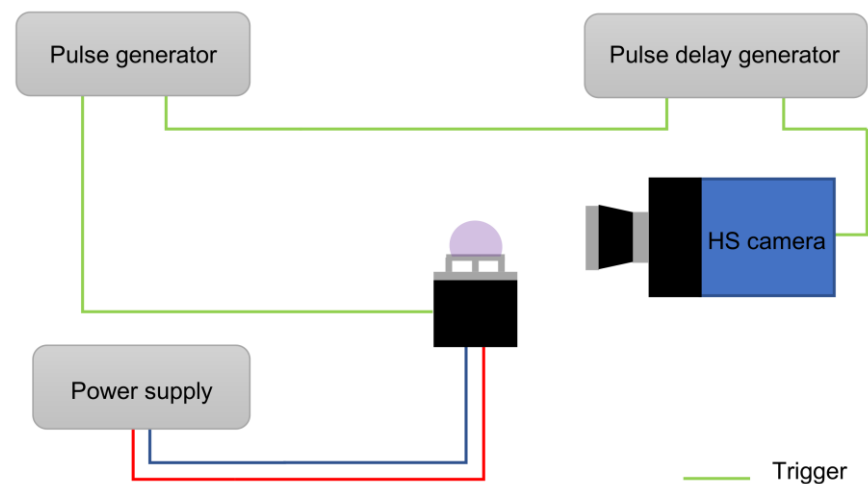 Pulse generator
Pulse delay generator
HS camera
Power supply
Trigger